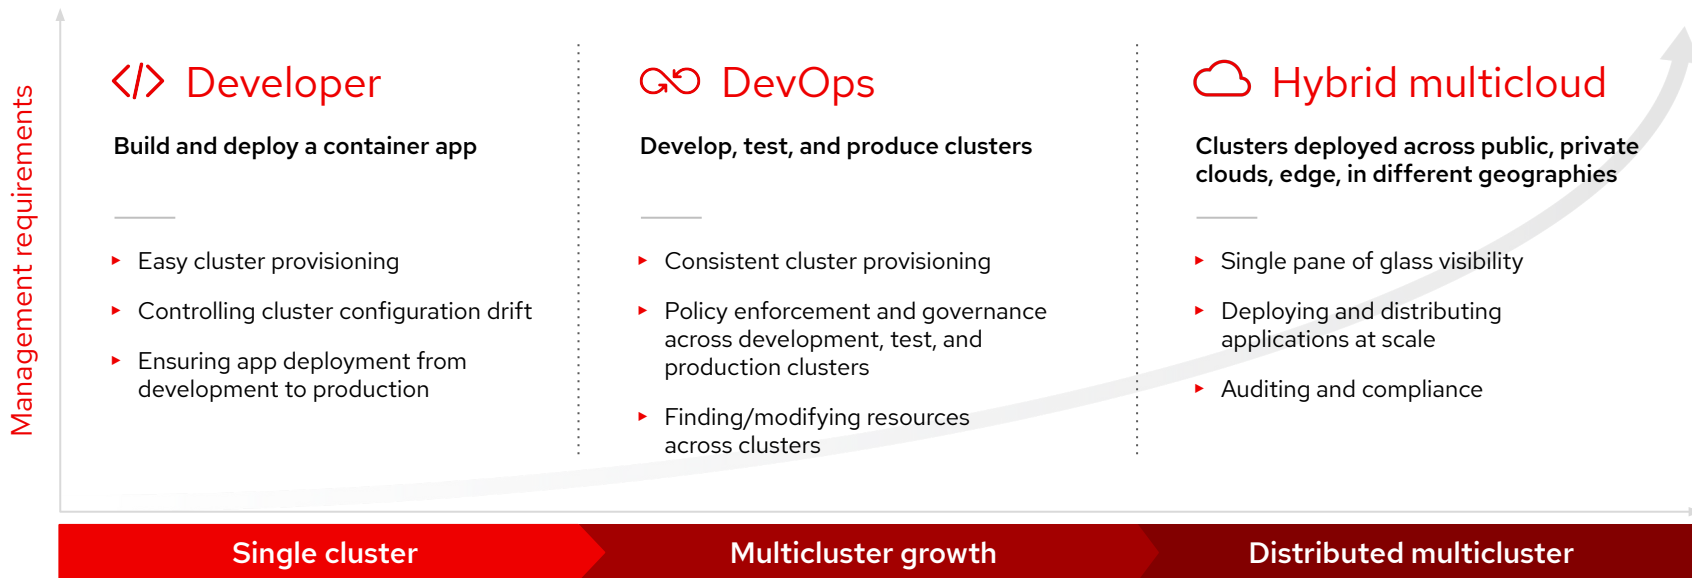 Management requirements
Developer
Build and deploy a container app
Easy cluster provisioning
Controlling cluster configuration drift
Ensuring app deployment from
development to production
DevOps
Develop, test, and produce clusters
Consistent cluster provisioning
Policy enforcement and governance
across development, test, and
production clusters
Finding/modifying resources
across clusters
Hybrid multicloud
Clusters deployed across public, private
clouds, edge, in different geographies
Single pane of glass visibility
Deploying and distributing
applications at scale
Auditing and compliance
Single cluster
Multicluster growth
Distributed multicluster